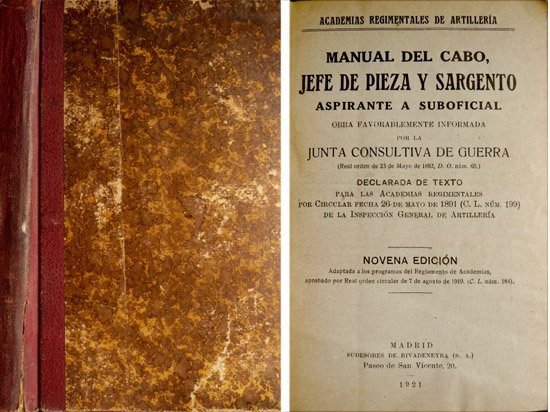 ACADEMIAS REGIMENTALES DE ARTILLERÍA
MANUAL DEL CABO,
JEFE DE PIEZA Y SARGENTO
ASPIRANTE A SUBOFICIAL
OBRA FAVORABLEMENTE INFORMADA
POR LA
JUNTA CONSULTIVA DE GUERRA
(Real orden de 23 de Mayo de 1892, D. O. núm. 65.)
DECLARADA DE TEXTO
PARA LAS ACADEMIAS REGIMENTALES
POR CIRCULAR FECHA 26 DE MAYO DE 1891 (C. L. NÚM. 199)
DE LA INSPECCIÓN GENERAL DE ARTILLERÍA
NOVENA EDICIÓN
Adaptada a los programas del Reglamento de Academias,
aprobado por Real orden circular de 7 de agosto de 1919. (C. L. núm. 184).
MADRID
SUDESORES DE RIVADENEYRA (S. A.)
Paseo de San Vicente, 20.
1921